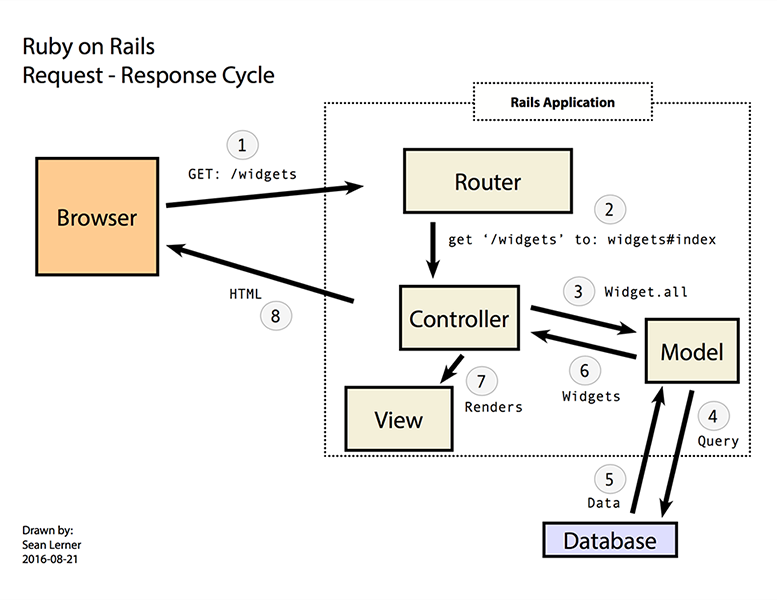 Ruby on Rails
Request - Response Cycle
Rails Application
1
GET: /widgets
Router
Browser
2
get ‘/widgets’ to: widgets#index
HTML
8
3
Widget.all
Controller
Model
6
Widgets
7
Renders
View
4
Query
5
Data
Database
Drawn by:
Sean Lerner
2016-08-21